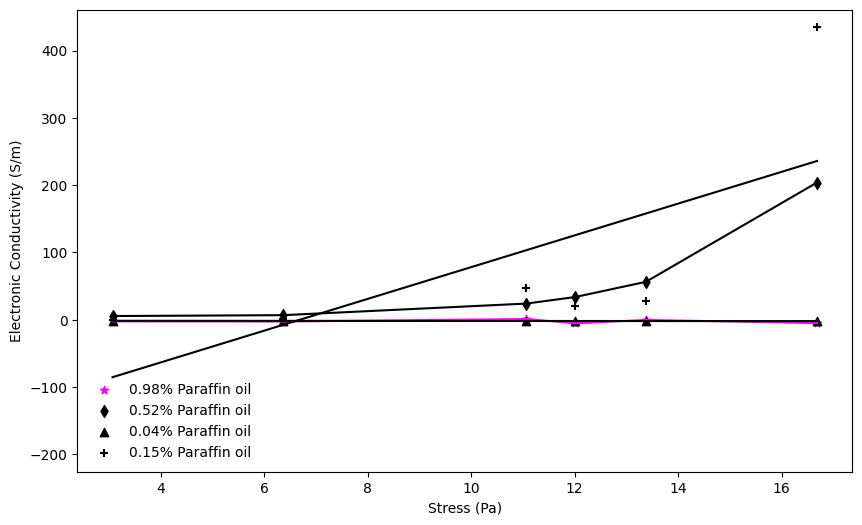 400
300
200
100
0
−100
−200
Electronic Conductivity (S/m)
0.98% Paraffin oil
0.52% Paraffin oil
0.04% Paraffin oil
0.15% Paraffin oil
4 6 8 10 12 14 16
Stress (Pa)